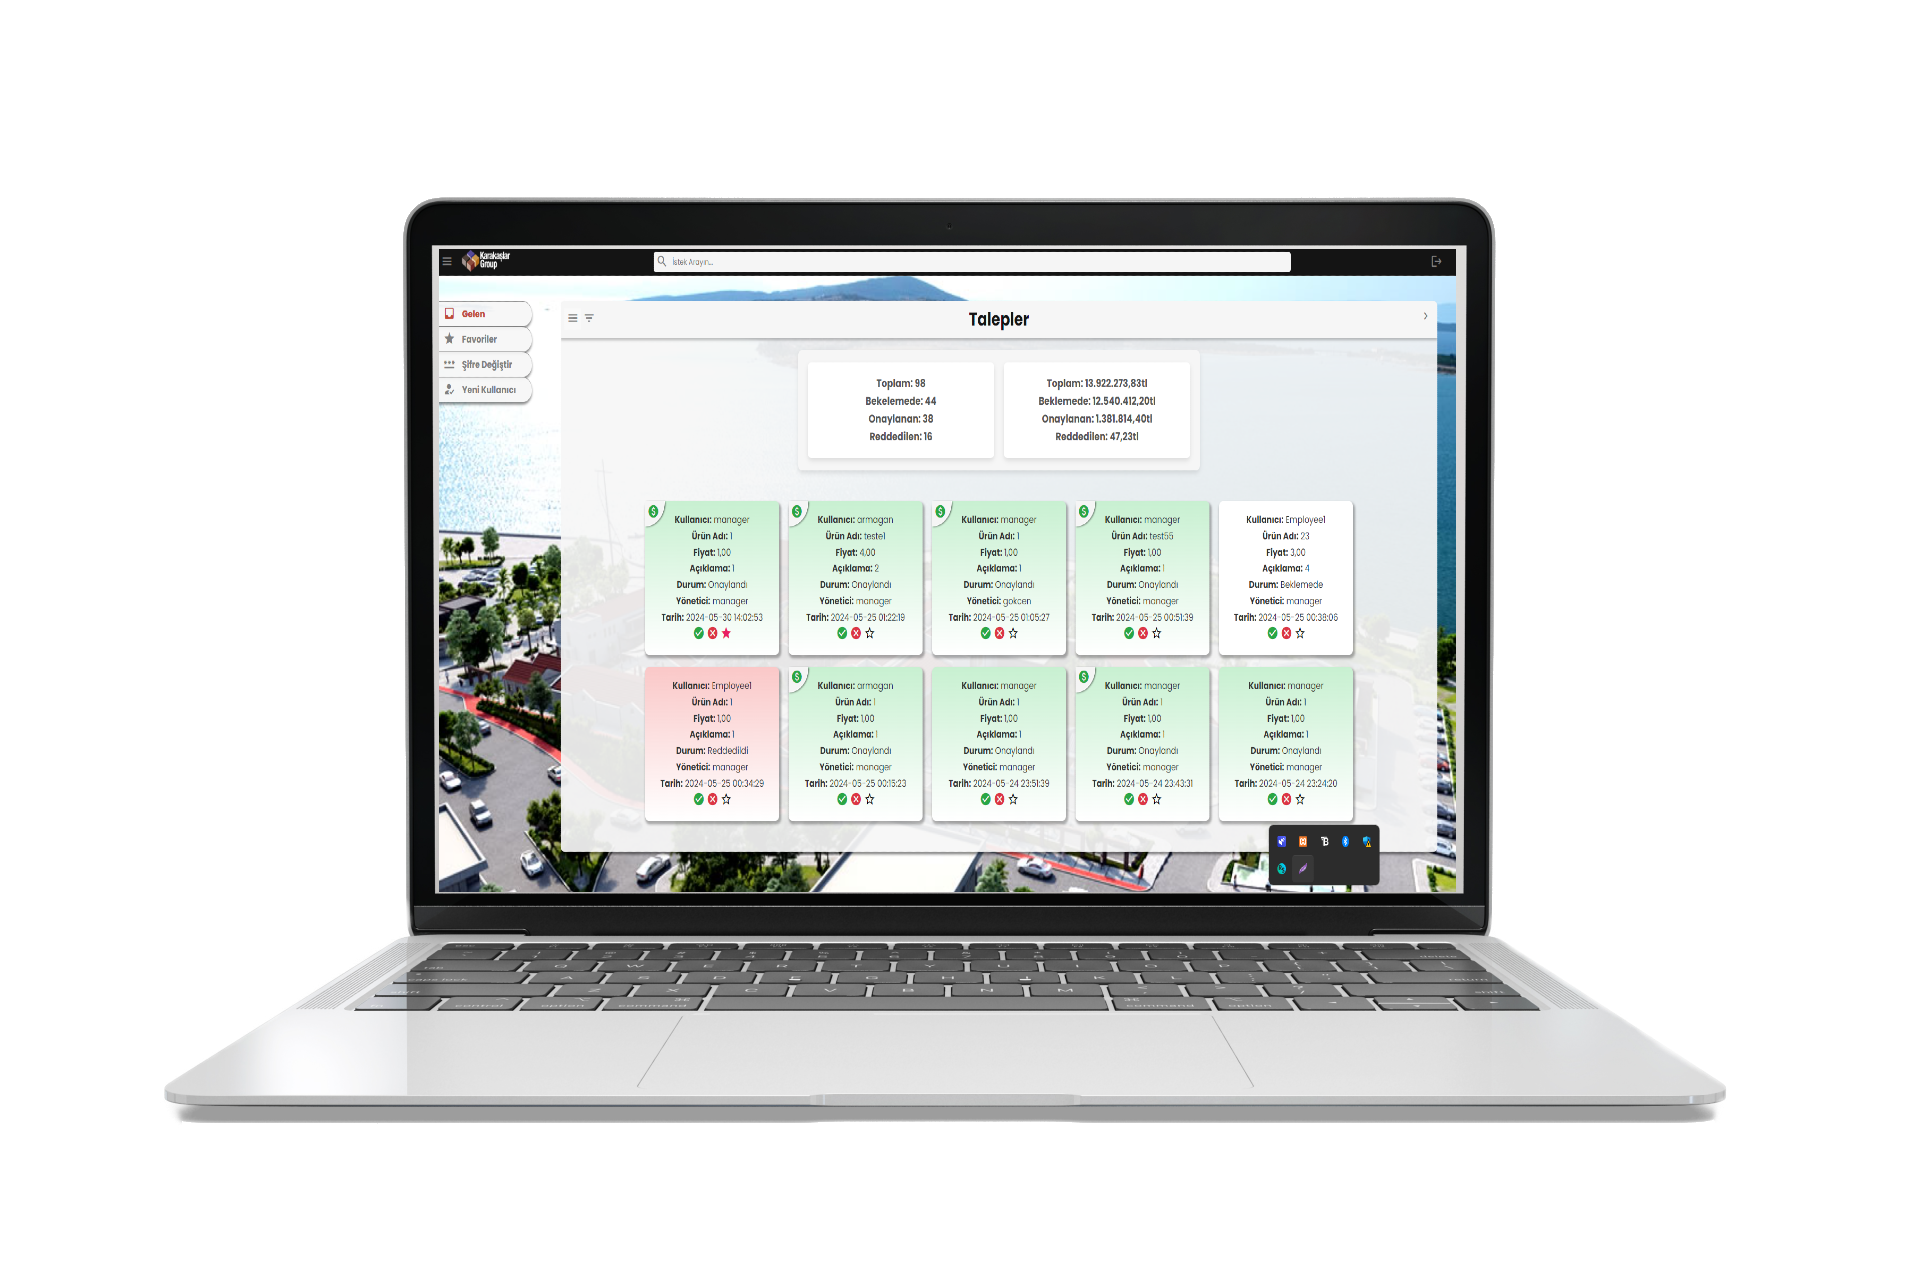 Karakaşlar
Group
İstek Arayın...
Gelen
Favoriler
Şifre Değiştir
Yeni Kullanıcı
Talepler
Toplam: 98
Bekelemede: 44
Onaylanan: 38
Reddedilen: 16
Toplam: 13.922.273,83tl
Beklemede: 12.540.412,20tl
Onaylanan: 1.381.814,40tl
Reddedilen: 47,23tl
Kullanıcı: manager
Ürün Adı: 1
Fiyat: 1,00
Açıklama: 1
Durum: Onaylandı
Yönetici: manager
Tarih: 2024-05-30 14:02:53
Kullanıcı: armagan
Ürün Adı: teste1
Fiyat: 4,00
Açıklama: 2
Durum: Onaylandı
Yönetici: manager
Tarih: 2024-05-25 01:22:19
Kullanıcı: manager
Ürün Adı: 1
Fiyat: 1,00
Açıklama: 1
Durum: Onaylandı
Yönetici: gokcen
Tarih: 2024-05-25 01:05:27
Kullanıcı: manager
Ürün Adı: test55
Fiyat: 1,00
Açıklama: 1
Durum: Onaylandı
Yönetici: manager
Tarih: 2024-05-25 00:51:39
Kullanıcı: Employee1
Ürün Adı: 23
Fiyat: 3,00
Açıklama: 4
Durum: Beklemede
Yönetici: manager
Tarih: 2024-05-25 00:38:06
Kullanıcı: Employee1
Ürün Adı: 1
Fiyat: 1,00
Açıklama: 1
Durum: Reddedildi
Yönetici: manager
Tarih: 2024-05-25 00:34:29
Kullanıcı: armagan
Ürün Adı: 1
Fiyat: 1,00
Açıklama: 1
Durum: Onaylandı
Yönetici: manager
Tarih: 2024-05-25 00:15:23
Kullanıcı: manager
Ürün Adı: 1
Fiyat: 1,00
Açıklama: 1
Durum: Onaylandı
Yönetici: manager
Tarih: 2024-05-24 23:51:39
Kullanıcı: manager
Ürün Adı: 1
Fiyat: 1,00
Açıklama: 1
Durum: Onaylandı
Yönetici: manager
Tarih: 2024-05-24 23:43:31
Kullanıcı: manager
Ürün Adı: 1
Fiyat: 1,00
Açıklama: 1
Durum: Onaylandı
Yönetici: manager
Tarih: 2024-05-24 23:24:20
Q W E R T Y U I O P
A S D F G H J K L
Z X C V B N M
control option command command option